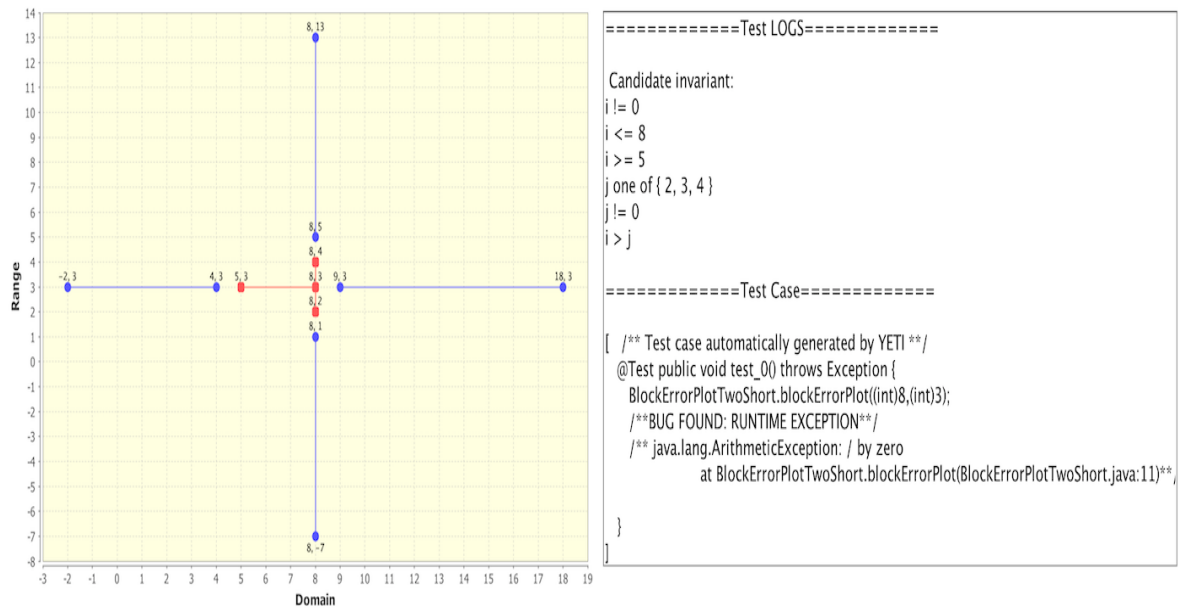 14
13
12
11
10
9
8
7
6
5
4
3
2
1
0
-1
-2
-3
-4
-5
-6
-7
-8
Range
8, 13
8, 5
8, 4
-2, 3
4, 3
5, 3
8, 3
9, 3
18, 3
8, 2
8, 1
8, -7
-3 -2 -1 0 1 2 3 4 5 6 7 8 9 10 11 12 13 14 15 16 17 18 19
Domain
=============Test LOGS=============
Candidate invariant:
i != 0
i <= 8
i >= 5
j one of { 2, 3, 4 }
j != 0
i > j
=============Test Case=============
[ /** Test case automatically generated by YETI **/
@Test public void test_0() throws Exception {
BlockErrorPlotTwoShort.blockErrorPlot((int)8,(int)3);
/**BUG FOUND: RUNTIME EXCEPTION**/
/** java.lang.ArithmeticException: / by zero
at BlockErrorPlotTwoShort.blockErrorPlot(BlockErrorPlotTwoShort.java:11)**/
}
]